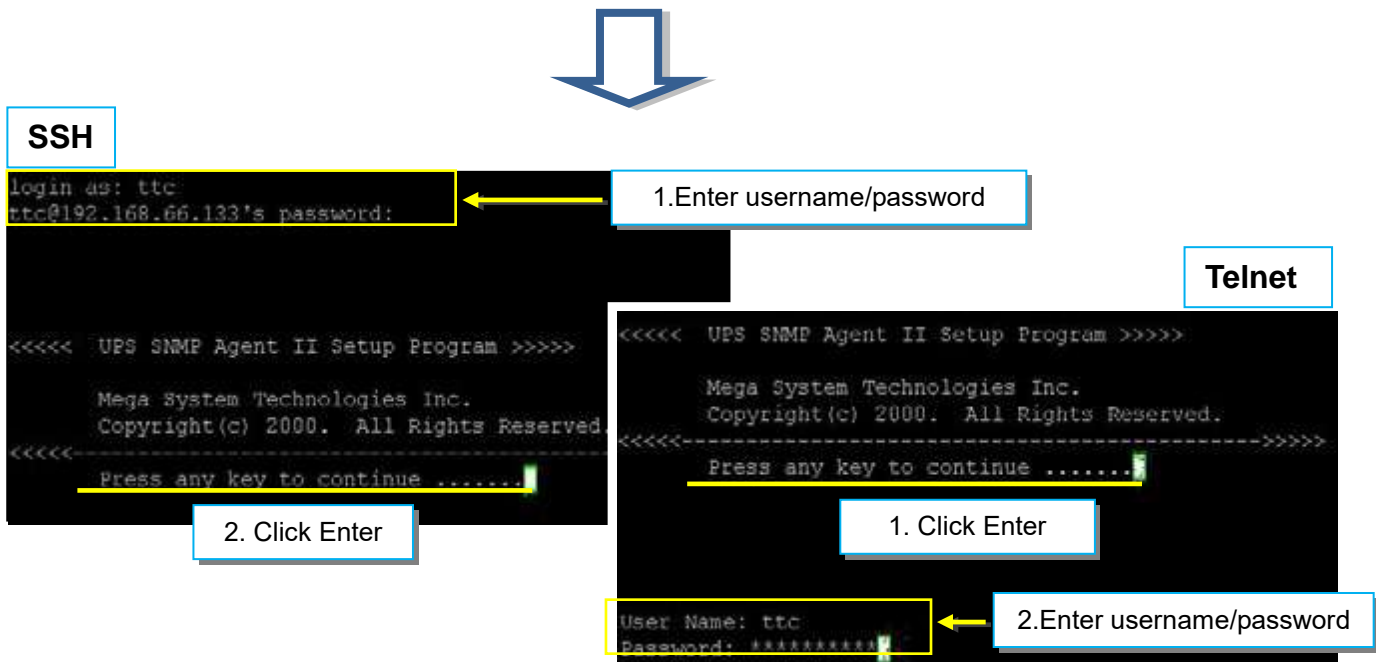 SSH
login as: ttc
ttc@192.168.66.133's password:
1.Enter username/password
<<<<< UPS SNMP Agent II Setup Program >>>>>
Mega System Technologies Inc.
Copyright(c) 2000. All Rights Reserved.
<<<<<-----------------------------------------
Press any key to continue .......
2. Click Enter
Telnet
<<<<< UPS SNMP Agent II Setup Program >>>>>
Mega System Technologies Inc.
Copyright(c) 2000. All Rights Reserved.
<<<<<--------------------------------------------->>>>>
Press any key to continue .......
1. Click Enter
User Name: ttc
Password: **********
2.Enter username/password